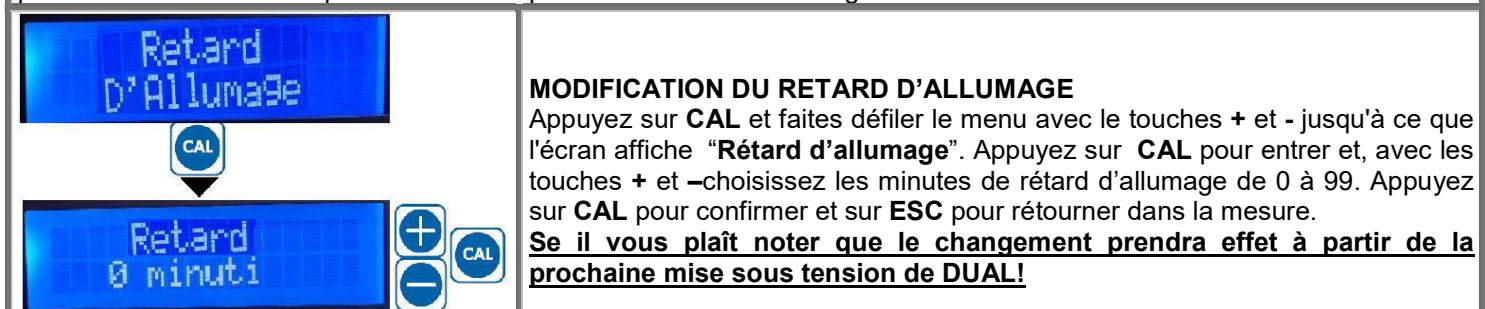 Retard
D'Allumage
CAL
Retard
0 minuti
CAL
MODIFICATION DU RETARD D'ALLUMAGE
Appuyez sur CAL et faites défiler le menu avec le touches + et - jusqu'à ce que
l'écran affiche “Rétard d’allumage”. Appuyez sur CAL pour entrer et, avec les
touches + et –choisissez les minutes de rétard d’allumage de 0 à 99. Appuyez
sur CAL pour confirmer et sur ESC pour rétourner dans la mesure.
Se il vous plaît noter que le changement prendra effet à partir de la
prochaine mise sous tension de DUAL!